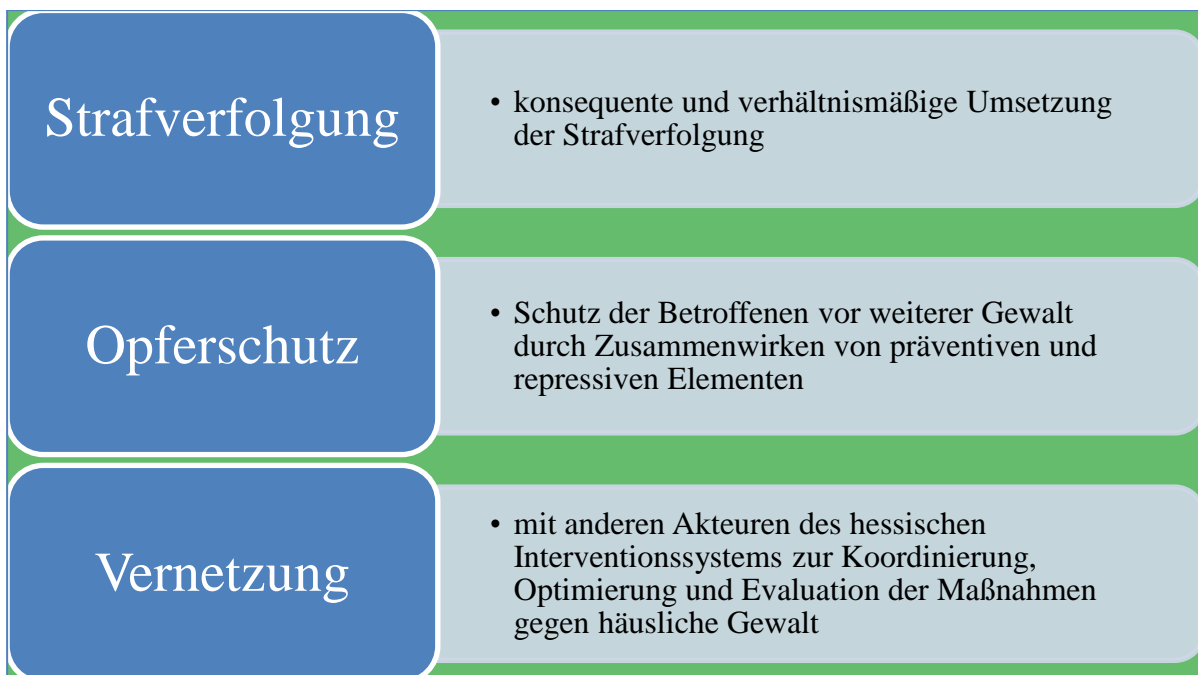 Strafverfolgung
• konsequente und verhältnismäßige Umsetzung
der Strafverfolgung
Opferschutz
• Schutz der Betroffenen vor weiterer Gewalt
durch Zusammenwirken von präventiven und
repressiven Elementen
Vernetzung
• mit anderen Akteuren des hessischen
Interventionssystems zur Koordinierung,
Optimierung und Evaluation der Maßnahmen
gegen häusliche Gewalt